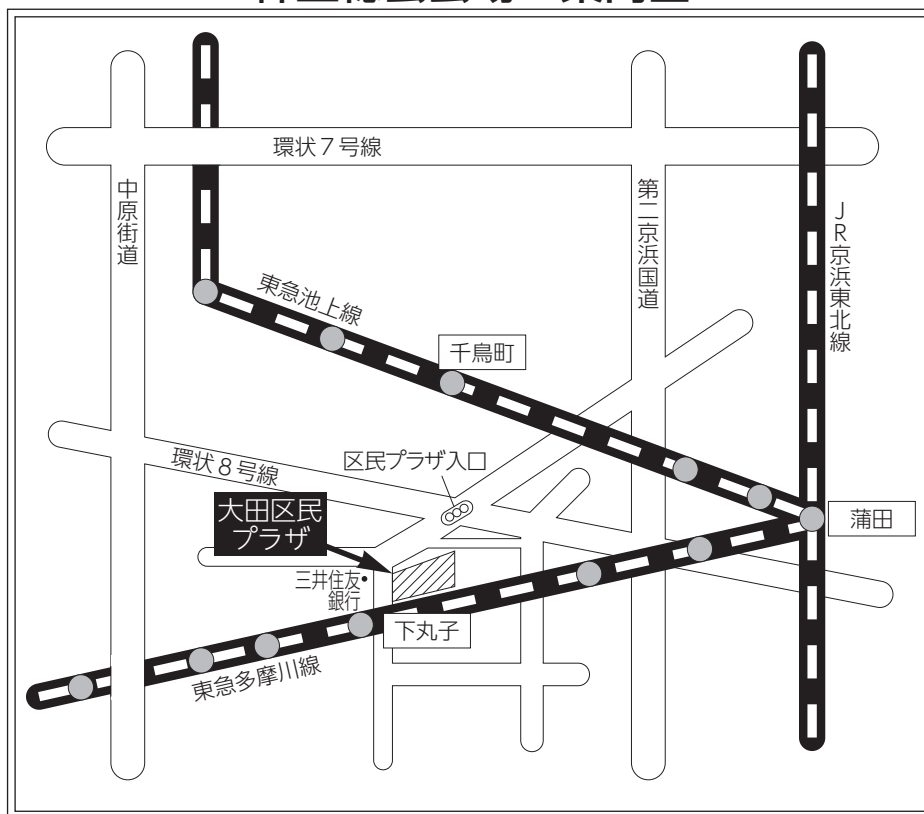 環状7号線
中原街道
第二京浜国道
JR京浜東北線
東急池上線
千鳥町
環状8号線
区民プラザ入口
大田区民
プラザ
蒲田
三井住友
銀行
下丸子
東急多摩川線